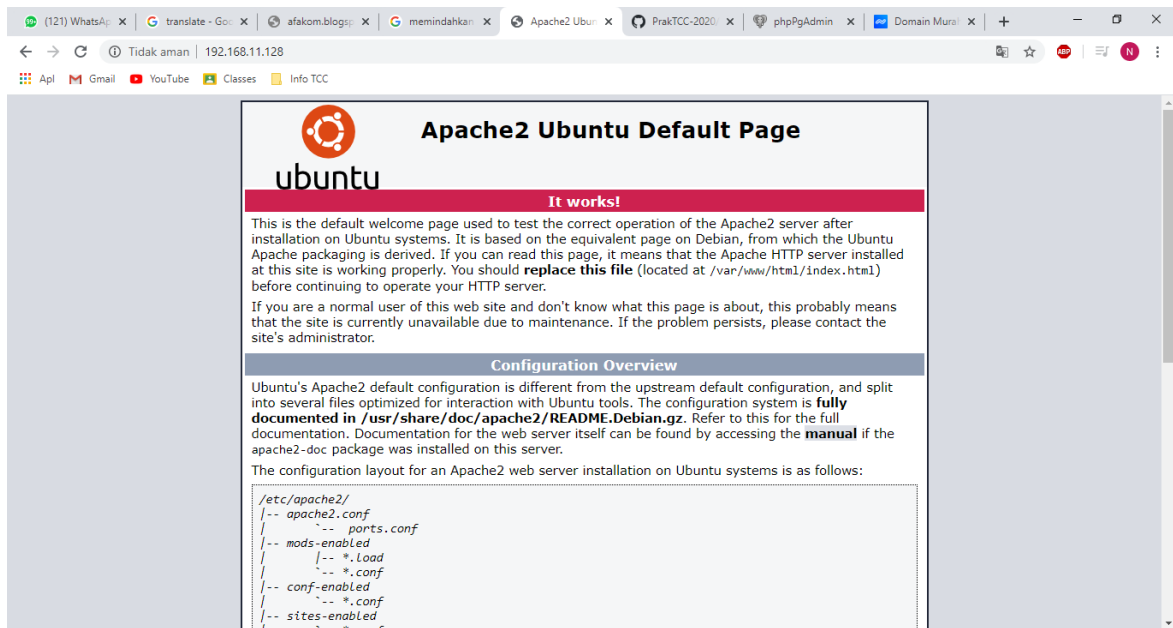 (121) WhatsAp
translate - Goo
afakom.blogsp
memindahkan
Apache2 Ubun
PrakTCC-2020/
phpPgAdmin
Domain Murah
Tidak aman | 192.168.11.128
ABP
N
Apl Gmail YouTube Classes Info TCC
ubuntu
Apache2 Ubuntu Default Page
It works!
This is the default welcome page used to test the correct operation of the Apache2 server after
installation on Ubuntu systems. It is based on the equivalent page on Debian, from which the Ubuntu
Apache packaging is derived. If you can read this page, it means that the Apache HTTP server installed
at this site is working properly. You should replace this file (located at /var/www/html/index.html)
before continuing to operate your HTTP server.
If you are a normal user of this web site and don't know what this page is about, this probably means
that the site is currently unavailable due to maintenance. If the problem persists, please contact the
site's administrator.
Configuration Overview
Ubuntu's Apache2 default configuration is different from the upstream default configuration, and split
into several files optimized for interaction with Ubuntu tools. The configuration system is fully
documented in /usr/share/doc/apache2/README.Debian.gz. Refer to this for the full
documentation. Documentation for the web server itself can be found by accessing the manual if the
apache2-doc package was installed on this server.
The configuration layout for an Apache2 web server installation on Ubuntu systems is as follows:
/etc/apache2/
|-- apache2.conf
|       `--  ports.conf
|-- mods-enabled
|       |-- *.load
|       `-- *.conf
|-- conf-enabled
|       `-- *.conf
|-- sites-enabled